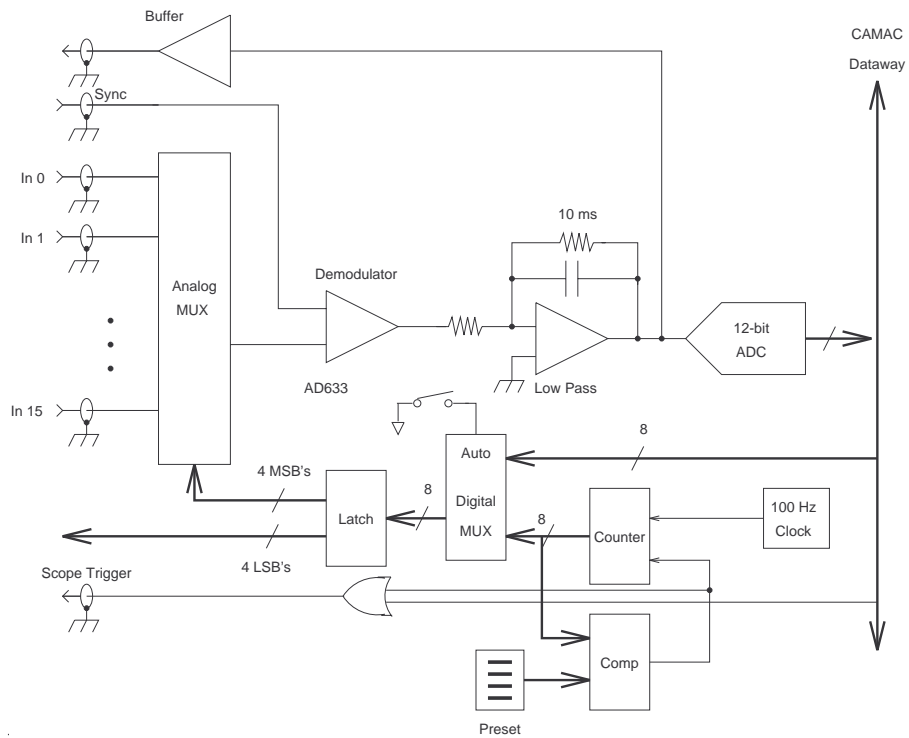 Buffer
CAMAC
Dataway
Sync
In 0
In 1
In 15
Analog
MUX
Demodulator
AD633
10 ms
Low Pass
12-bit
ADC
8
Auto
Digital
MUX
8
4 MSB's
Latch
4 LSB's
8
Counter
100 Hz
Clock
Scope Trigger
Comp
Preset